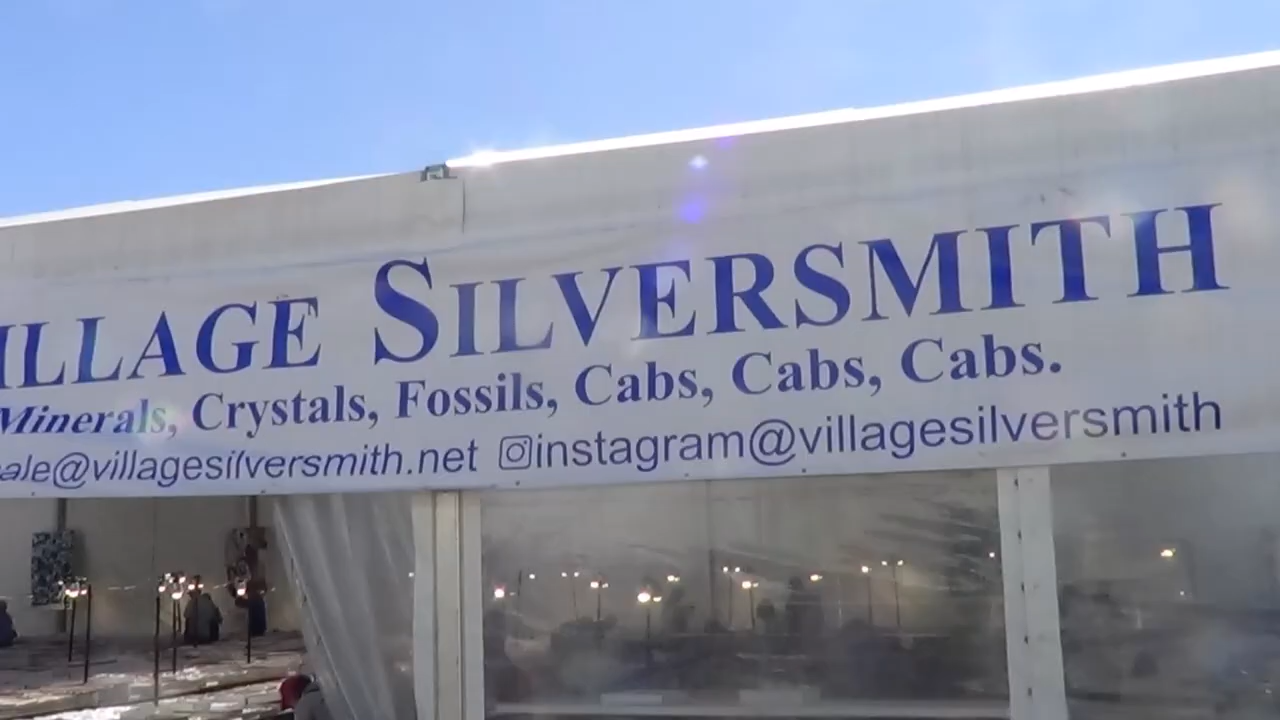 ILLAGE SILVERSMITH
Minerals, Crystals, Fossils, Cabs, Cabs, Cabs.
ale@villagesilversmith.net instagram@villagesilversmith